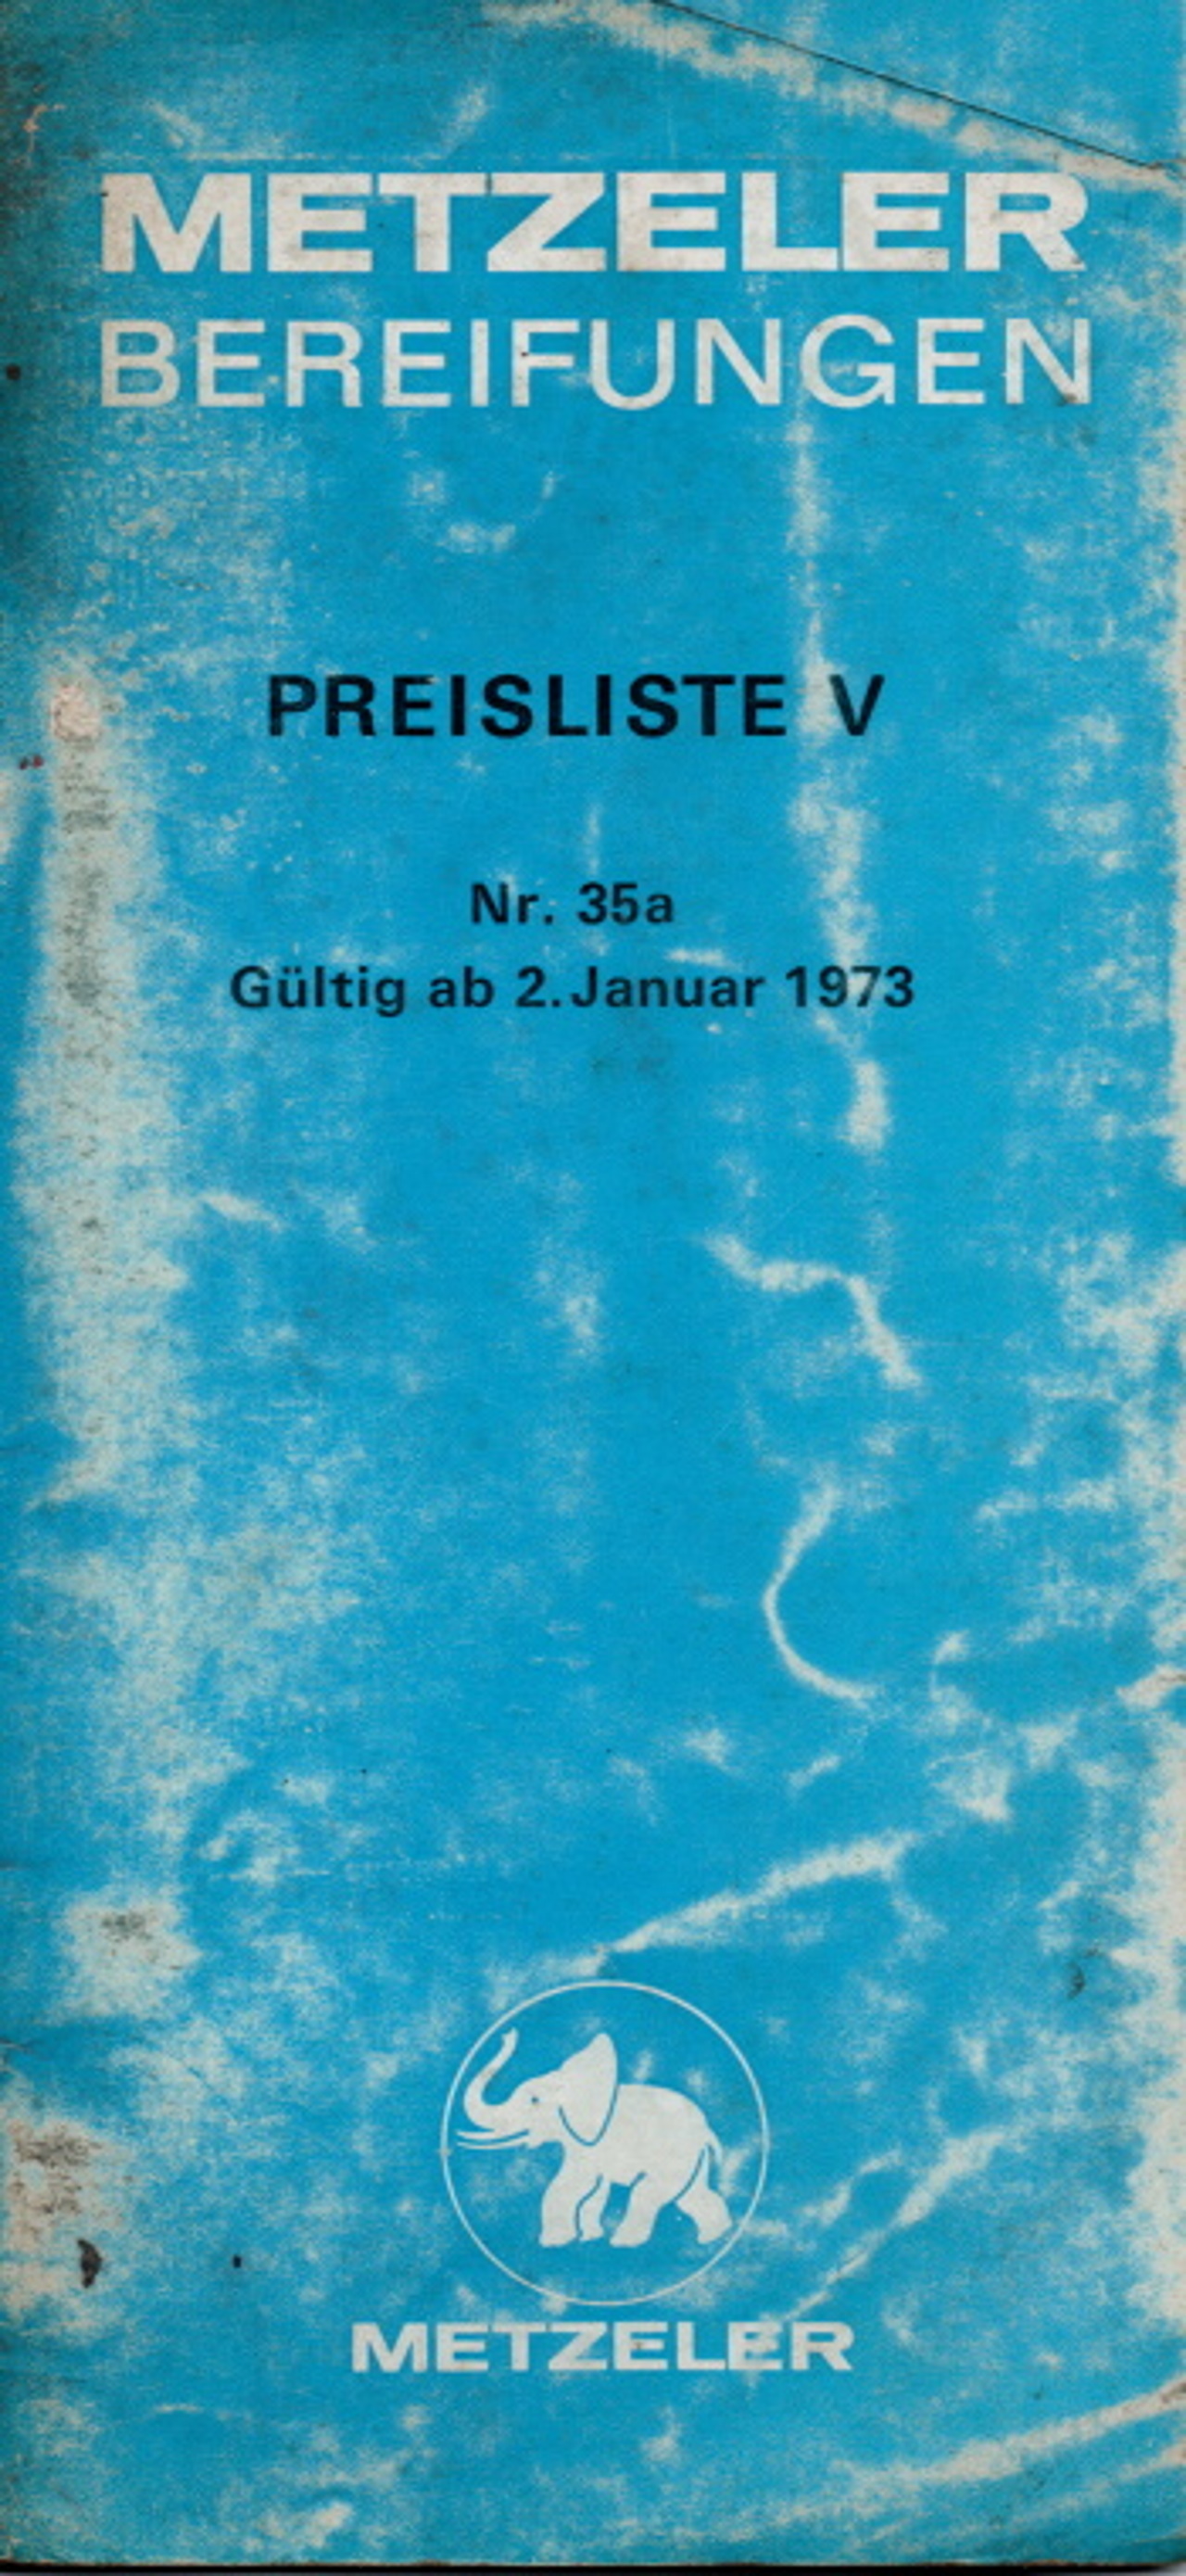 METZELER
BEREIFUNGEN
PREISLISTE V
Nr. 35a
Gültig ab 2. Januar 1973
METZELER